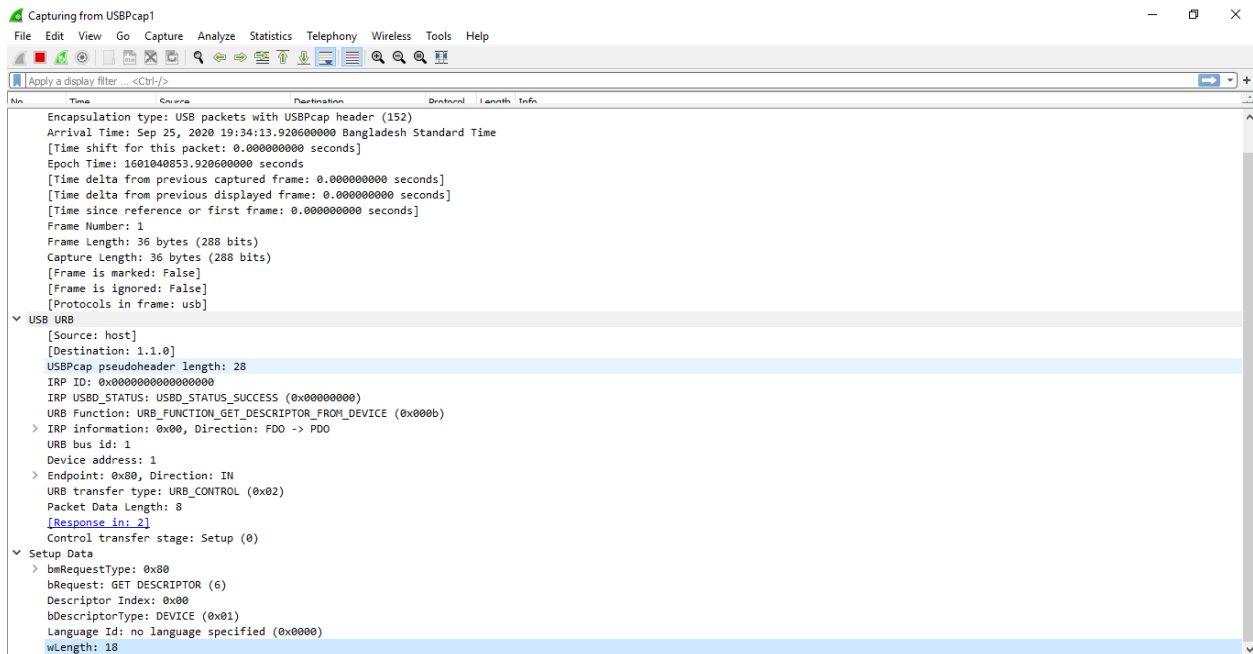 Capturing from USBPcap1
File Edit View Go Capture Analyze Statistics Telephony Wireless Tools Help
Apply a display filter ... <Ctrl-/>
No. Time Source Destination Protocol Length Info
Encapsulation type: USB packets with USBPcap header (152)
Arrival Time: Sep 25, 2020 19:34:13.920600000 Bangladesh Standard Time
[Time shift for this packet: 0.000000000 seconds]
Epoch Time: 1601040853.920600000 seconds
[Time delta from previous captured frame: 0.000000000 seconds]
[Time delta from previous displayed frame: 0.000000000 seconds]
[Time since reference or first frame: 0.000000000 seconds]
Frame Number: 1
Frame Length: 36 bytes (288 bits)
Capture Length: 36 bytes (288 bits)
[Frame is marked: False]
[Frame is ignored: False]
[Protocols in frame: usb]
USB URB
[Source: host]
[Destination: 1.1.0]
USBPcap pseudoheader length: 28
IRP ID: 0x0000000000000000
IRP USBD_STATUS: USBD_STATUS_SUCCESS (0x00000000)
URB Function: URB_FUNCTION_GET_DESCRIPTOR_FROM_DEVICE (0x000b)
IRP information: 0x00, Direction: FDO -> PDO
URB bus id: 1
Device address: 1
Endpoint: 0x80, Direction: IN
URB transfer type: URB_CONTROL (0x02)
Packet Data Length: 8
[Response in: 2]
Control transfer stage: Setup (0)
Setup Data
bmRequestType: 0x80
bRequest: GET DESCRIPTOR (6)
Descriptor Index: 0x00
bDescriptorType: DEVICE (0x01)
Language Id: no language specified (0x0000)
wLength: 18